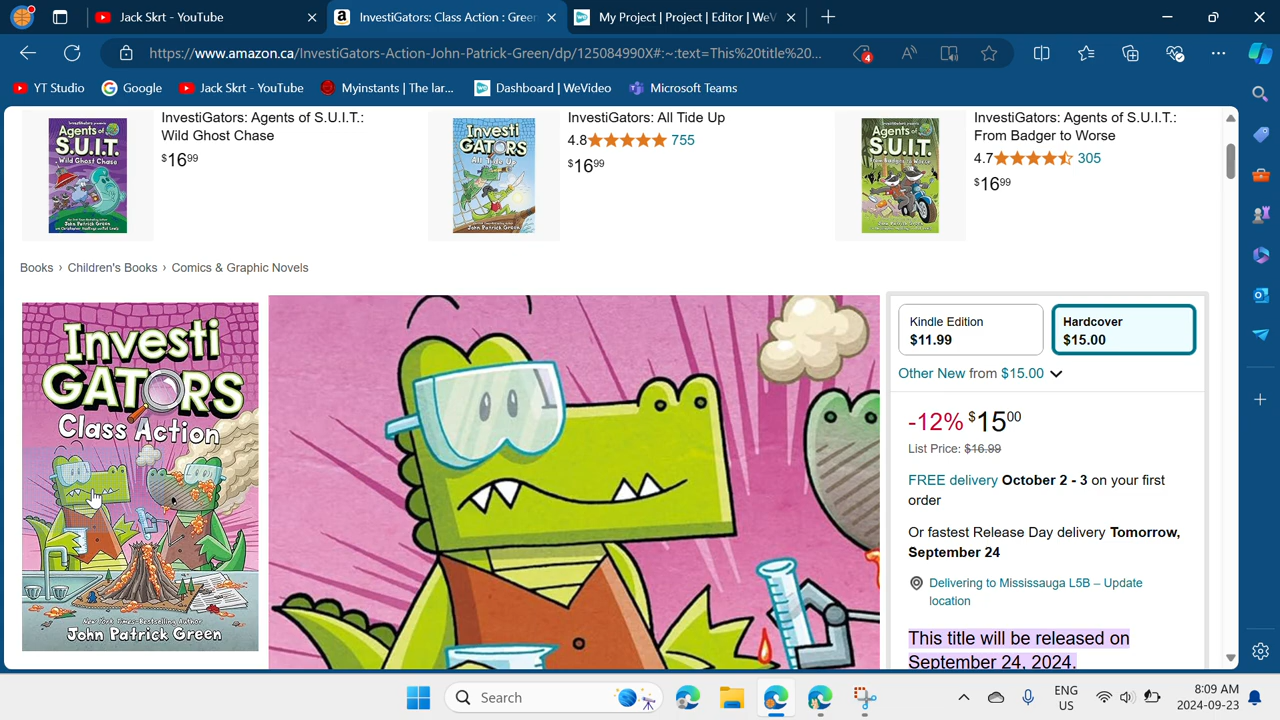 Jack Skrt - YouTube
InvestiGators: Class Action : Green
My Project | Project | Editor | WeV
https://www.amazon.ca/InvestiGators-Action-John-Patrick-Green/dp/125084990X#:~:text=This%20title%20...
4
YT Studio
Google
Jack Skrt - YouTube
Myinstants | The lar...
Dashboard | WeVideo
Microsoft Teams
InvestiGators: Agents of S.U.I.T.:
Wild Ghost Chase
$16.99
InvestiGators: All Tide Up
4.8 755
$16.99
InvestiGators: Agents of S.U.I.T.:
From Badger to Worse
4.7 305
$16.99
Agents of
S.U.I.T.
Wild Ghost Chase
John Patrick Green
Investi
GATORS
All Tide Up
John Patrick Green
Agents of
S.U.I.T.
From Badger to Worse
John Patrick Green
Books › Children's Books › Comics & Graphic Novels
Investi
GATORS
Class Action
New York Times-Bestselling Author
John Patrick Green
Kindle Edition
$11.99
Hardcover
$15.00
Other New from $15.00
-12% $15.00
List Price: $16.99
FREE delivery October 2 - 3 on your first
order
Or fastest Release Day delivery Tomorrow,
September 24
Delivering to Mississauga L5B – Update
location
This title will be released on
September 24, 2024.
Search
ENG
US
8:09 AM
2024-09-23